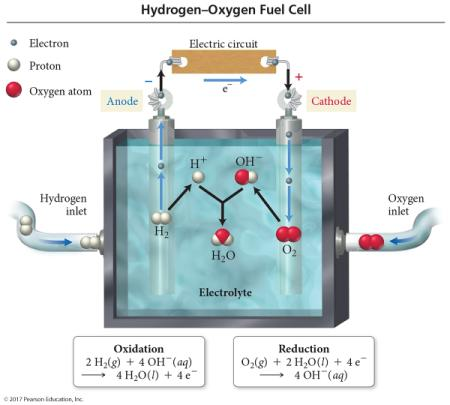 Hydrogen–Oxygen Fuel Cell
Electron
Proton
Oxygen atom
Electric circuit
e⁻
−
+
Anode
Cathode
H⁺
OH⁻
Hydrogen
inlet
Oxygen
inlet
H₂
H₂O
O₂
Electrolyte
Oxidation
2 H₂(g) + 4 OH⁻(aq)
⟶ 4 H₂O(l) + 4 e⁻
Reduction
O₂(g) + 2 H₂O(l) + 4 e⁻
⟶ 4 OH⁻(aq)
© 2017 Pearson Education, Inc.